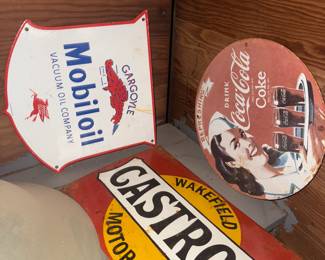 GARGOYLE
Mobiloil
VACUUM OIL COMPANY
DRINK
Coca-Cola
Coke
WAKEFIELD
CASTRO
MOTOR